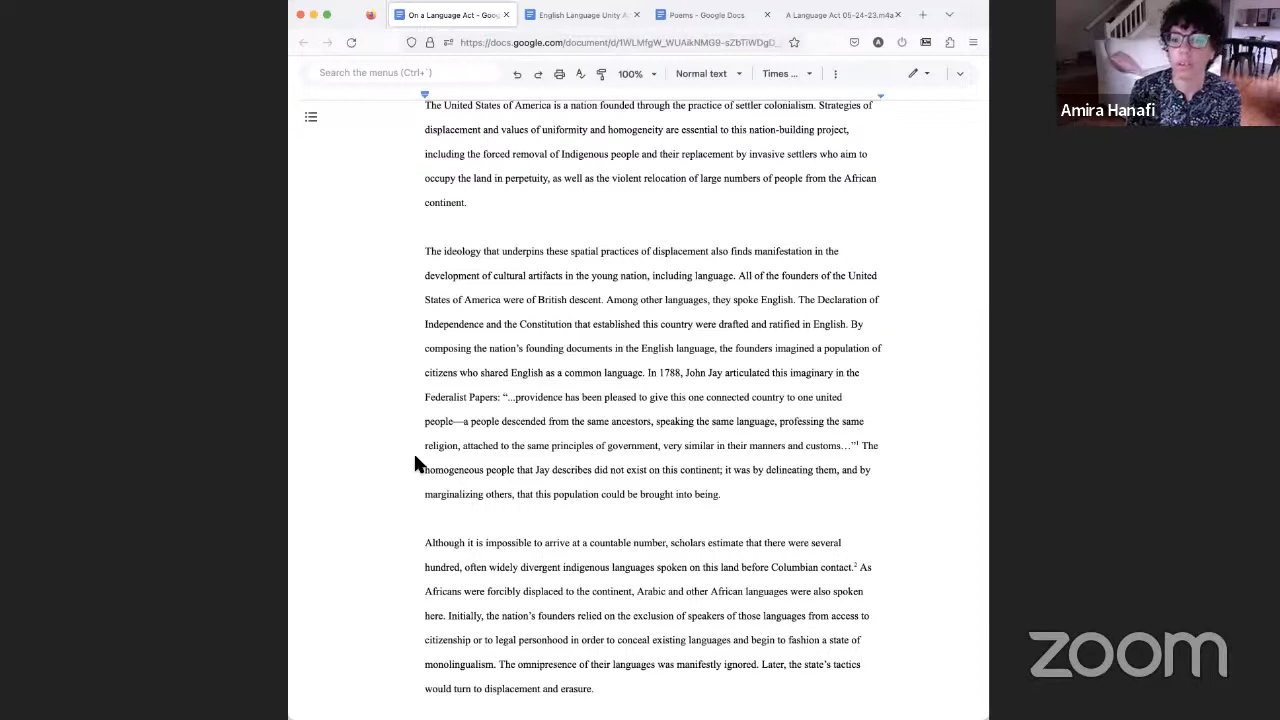 On a Language Act - Goog
English Language Unity A
Poems - Google Docs
A Language Act 05-24-23.m4a
https://docs.google.com/document/d/1WLMfgW_WUAikNMG9-sZbTiWDgD
Search the menus (Ctrl+`)
100%
Normal text
Times ...
The United States of America is a nation founded through the practice of settler colonialism. Strategies of
displacement and values of uniformity and homogeneity are essential to this nation-building project,
including the forced removal of Indigenous people and their replacement by invasive settlers who aim to
occupy the land in perpetuity, as well as the violent relocation of large numbers of people from the African
continent.
The ideology that underpins these spatial practices of displacement also finds manifestation in the
development of cultural artifacts in the young nation, including language. All of the founders of the United
States of America were of British descent. Among other languages, they spoke English. The Declaration of
Independence and the Constitution that established this country were drafted and ratified in English. By
composing the nation's founding documents in the English language, the founders imagined a population of
citizens who shared English as a common language. In 1788, John Jay articulated this imaginary in the
Federalist Papers: “...providence has been pleased to give this one connected country to one united
people—a people descended from the same ancestors, speaking the same language, professing the same
religion, attached to the same principles of government, very similar in their manners and customs…”¹ The
homogeneous people that Jay describes did not exist on this continent; it was by delineating them, and by
marginalizing others, that this population could be brought into being.
Although it is impossible to arrive at a countable number, scholars estimate that there were several
hundred, often widely divergent indigenous languages spoken on this land before Columbian contact.² As
Africans were forcibly displaced to the continent, Arabic and other African languages were also spoken
here. Initially, the nation's founders relied on the exclusion of speakers of those languages from access to
citizenship or to legal personhood in order to conceal existing languages and begin to fashion a state of
monolingualism. The omnipresence of their languages was manifestly ignored. Later, the state's tactics
would turn to displacement and erasure.
Amira Hanafi
zoom